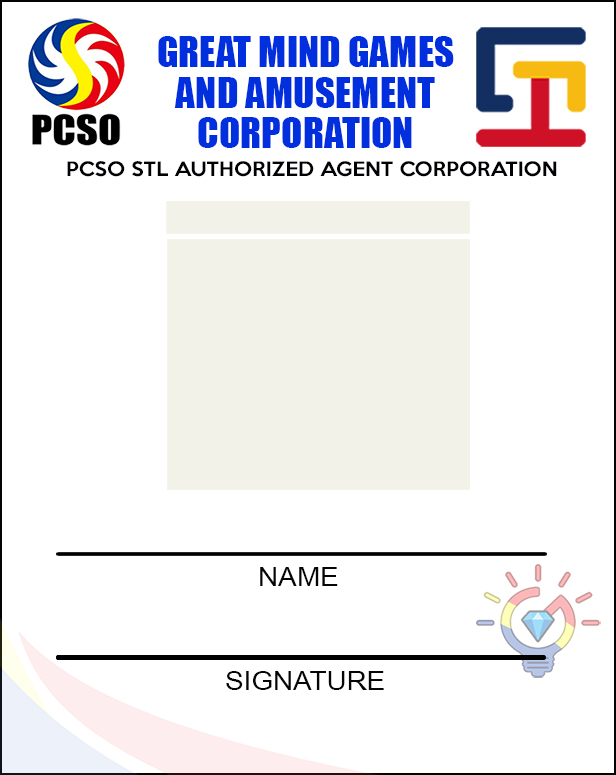 PCSO
GREAT MIND GAMES
AND AMUSEMENT
CORPORATION
PCSO STL AUTHORIZED AGENT CORPORATION
NAME
SIGNATURE